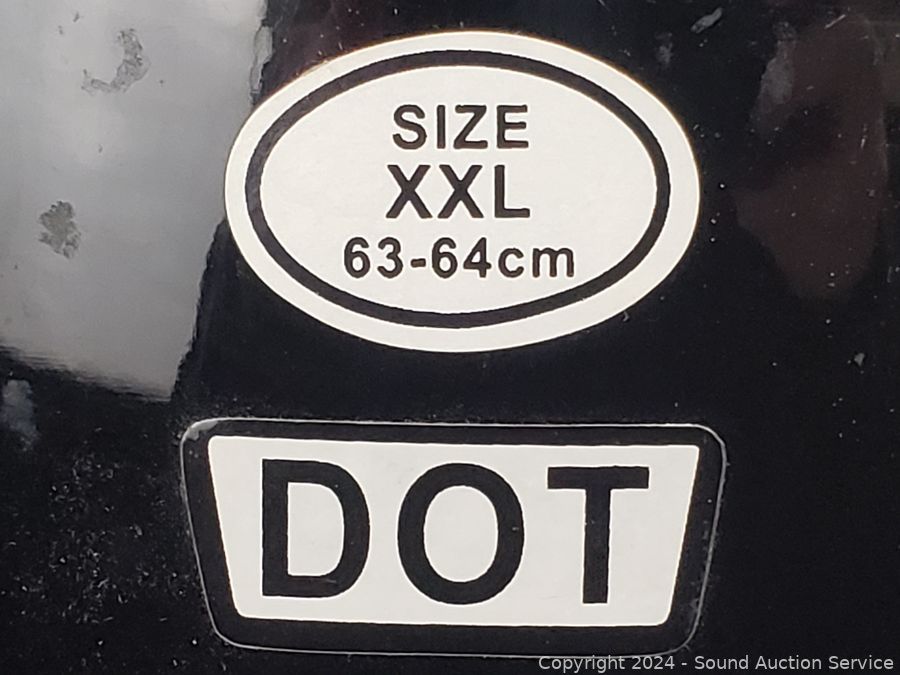 SIZE
XXL
63-64cm
DOT
Copyright 2024 - Sound Auction Service